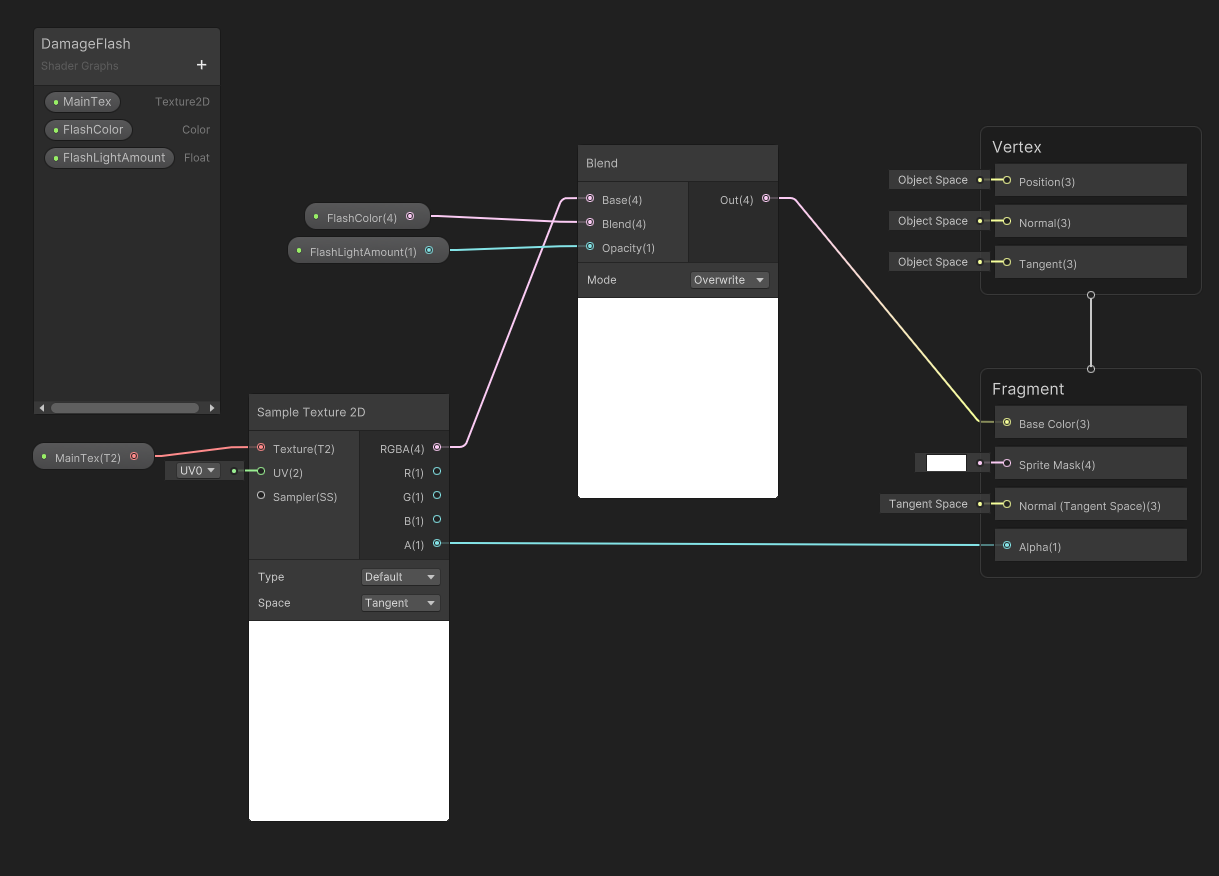 DamageFlash
Shader Graphs
+
MainTex Texture2D
FlashColor Color
FlashLightAmount Float
FlashColor(4)
FlashLightAmount(1)
Blend
Base(4) Out(4)
Blend(4)
Opacity(1)
Mode Overwrite
MainTex(T2)
UV0
Sample Texture 2D
Texture(T2) RGBA(4)
UV(2) R(1)
Sampler(SS) G(1)
B(1)
A(1)
Type Default
Space Tangent
Vertex
Object Space Position(3)
Object Space Normal(3)
Object Space Tangent(3)
Fragment
Base Color(3)
Sprite Mask(4)
Tangent Space Normal (Tangent Space)(3)
Alpha(1)